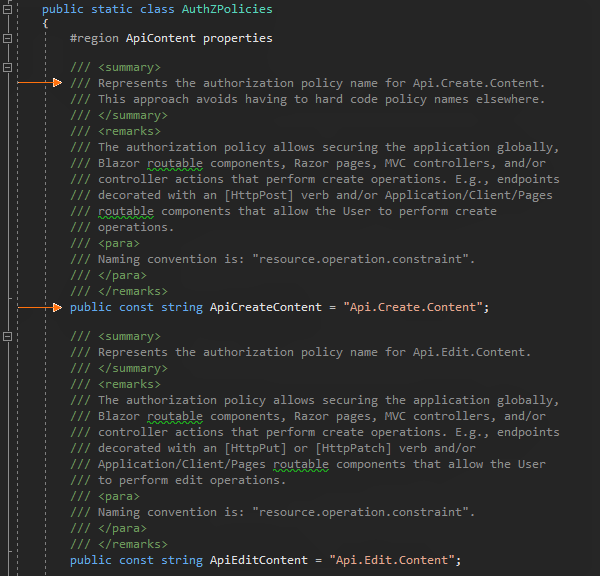 public static class AuthZPolicies
{
#region ApiContent properties
/// <summary>
/// Represents the authorization policy name for Api.Create.Content.
/// This approach avoids having to hard code policy names elsewhere.
/// </summary>
/// <remarks>
/// The authorization policy allows securing the application globally,
/// Blazor routable components, Razor pages, MVC controllers, and/or
/// controller actions that perform create operations. E.g., endpoints
/// decorated with an [HttpPost] verb and/or Application/Client/Pages
/// routable components that allow the User to perform create
/// operations.
/// <para>
/// Naming convention is: "resource.operation.constraint".
/// </para>
/// </remarks>
public const string ApiCreateContent = "Api.Create.Content";
/// <summary>
/// Represents the authorization policy name for Api.Edit.Content.
/// </summary>
/// <remarks>
/// The authorization policy allows securing the application globally,
/// Blazor routable components, Razor pages, MVC controllers, and/or
/// controller actions that perform create operations. E.g., endpoints
/// decorated with an [HttpPut] or [HttpPatch] verb and/or
/// Application/Client/Pages routable components that allow the User
/// to perform edit operations.
/// <para>
/// Naming convention is: "resource.operation.constraint".
/// </para>
/// </remarks>
public const string ApiEditContent = "Api.Edit.Content";